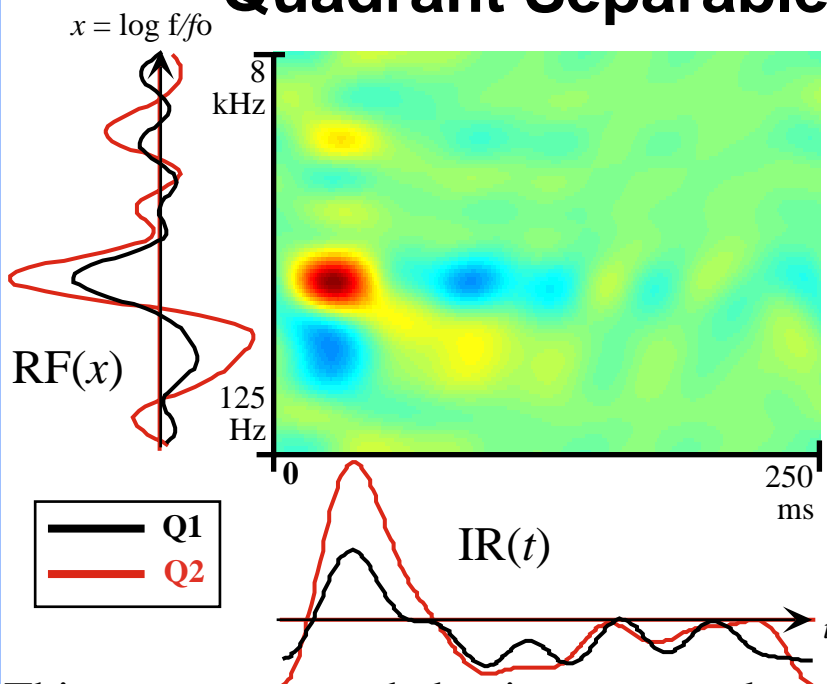 Quadrant Separable
x = log f/fo
8
kHz
RF(x)
125
Hz
0
250
ms
IR(t)
t
Q1
Q2